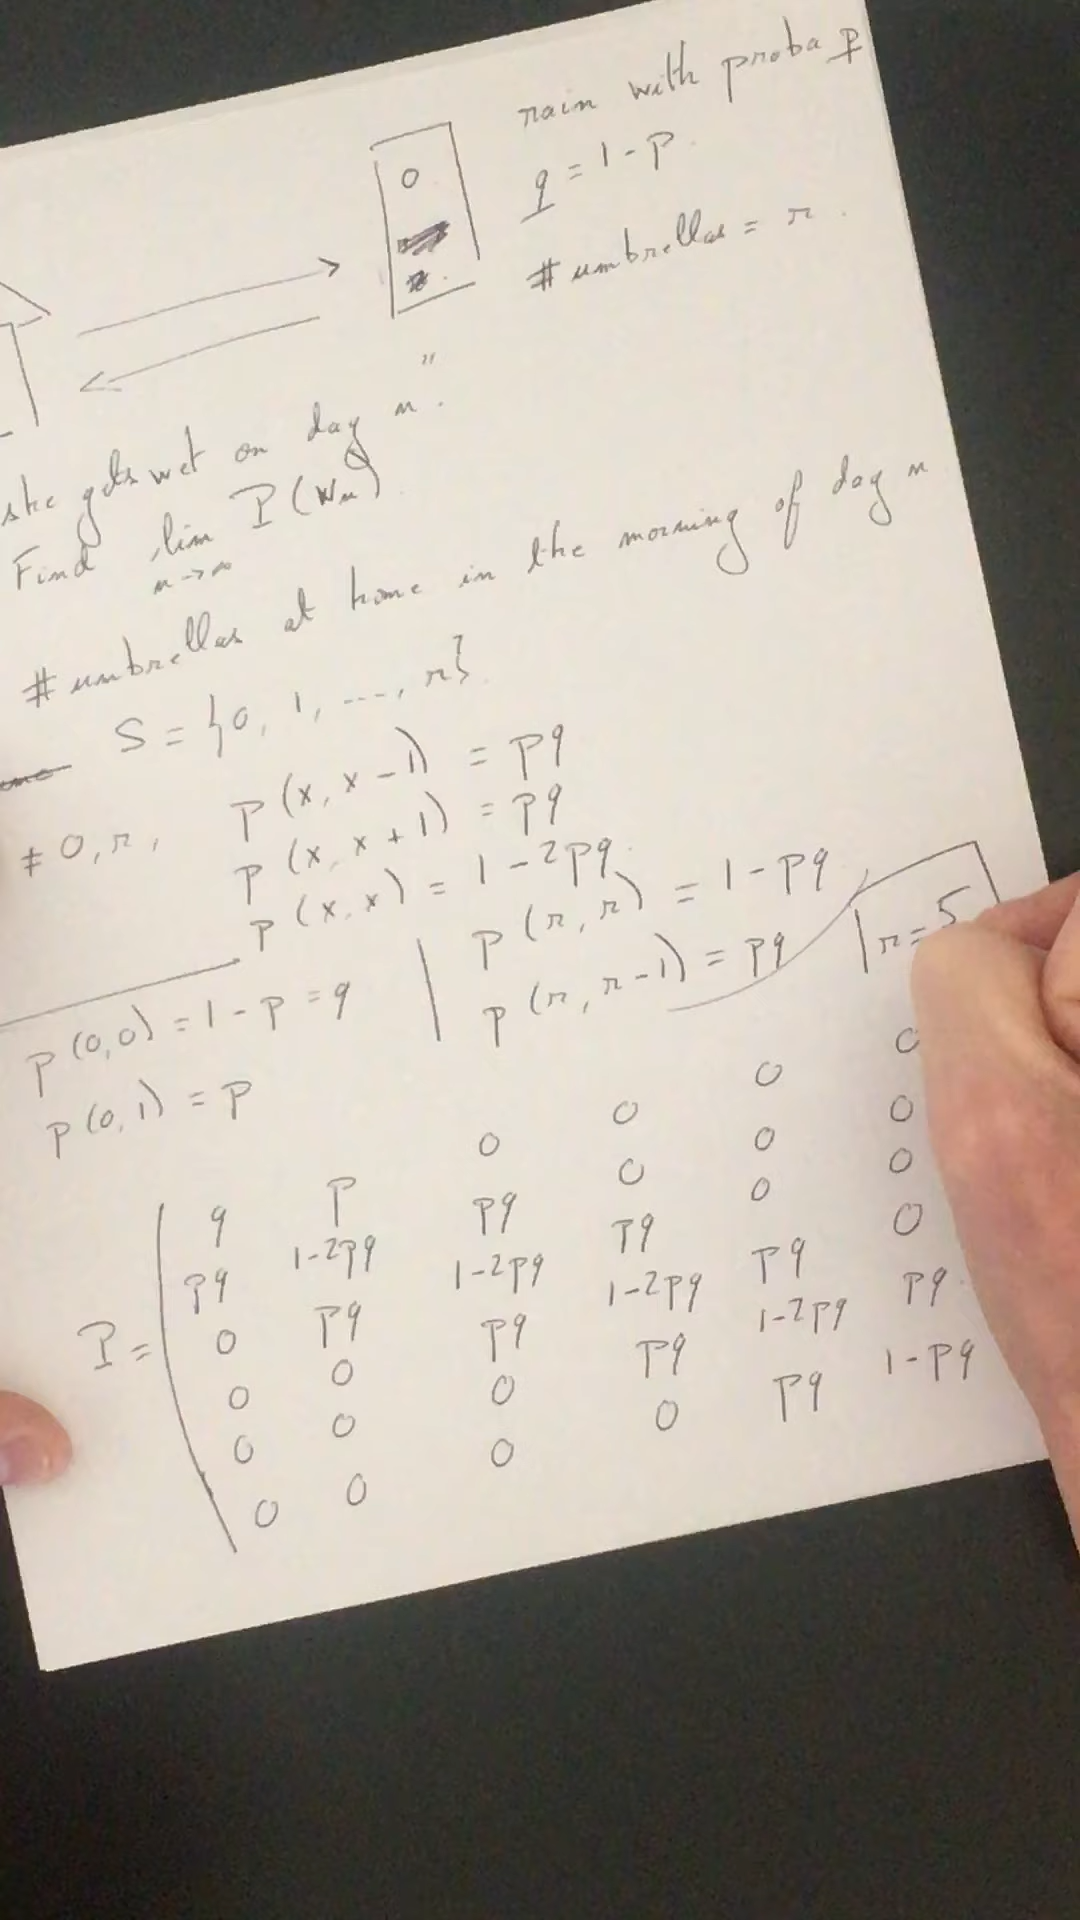 rain with proba p
q = 1 - p.
# umbrellas = r.
0
she gets wet on day n."
Find lim P(Wn)
n → ∞
# umbrellas at home in the morning of day n
S = {0, 1, ..., r}.
≠ 0, r, p(x, x-1) = pq
p(x, x+1) = pq
p(x, x) = 1 - 2pq.
p(0,0) = 1 - p = q
p(0,1) = p
p(r, r) = 1 - pq
p(r, r-1) = pq
r = 5
P =
q p 0 0 0 0
pq 1-2pq pq 0 0 0
0 pq 1-2pq pq 0 0
0 0 pq 1-2pq pq 0
0 0 0 pq 1-2pq pq
0 0 0 0 pq 1-pq